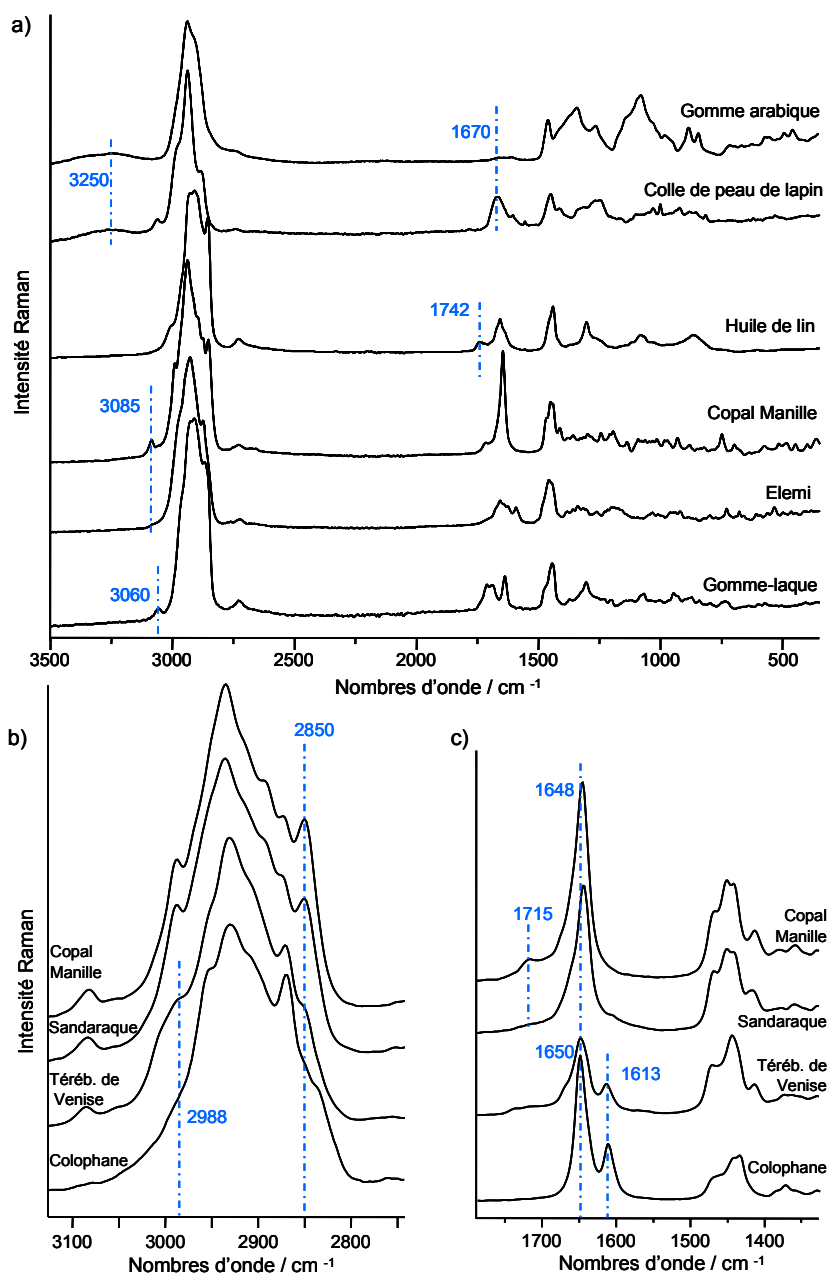 a)
Gomme arabique
1670
3250
Colle de peau de lapin
1742
Huile de lin
3085
Copal Manille
Elemi
3060
Gomme-laque
Intensité Raman
3500 3000 2500 2000 1500 1000 500
Nombres d'onde / cm -1
b)
2850
Copal
Manille
Sandaraque
Téréb. de
Venise
2988
Colophane
Intensité Raman
3100 3000 2900 2800
Nombres d'onde / cm -1
c)
1648
1715
Copal
Manille
Sandaraque
1650
1613
Téréb. de
Venise
Colophane
1700 1600 1500 1400
Nombres d'onde / cm -1